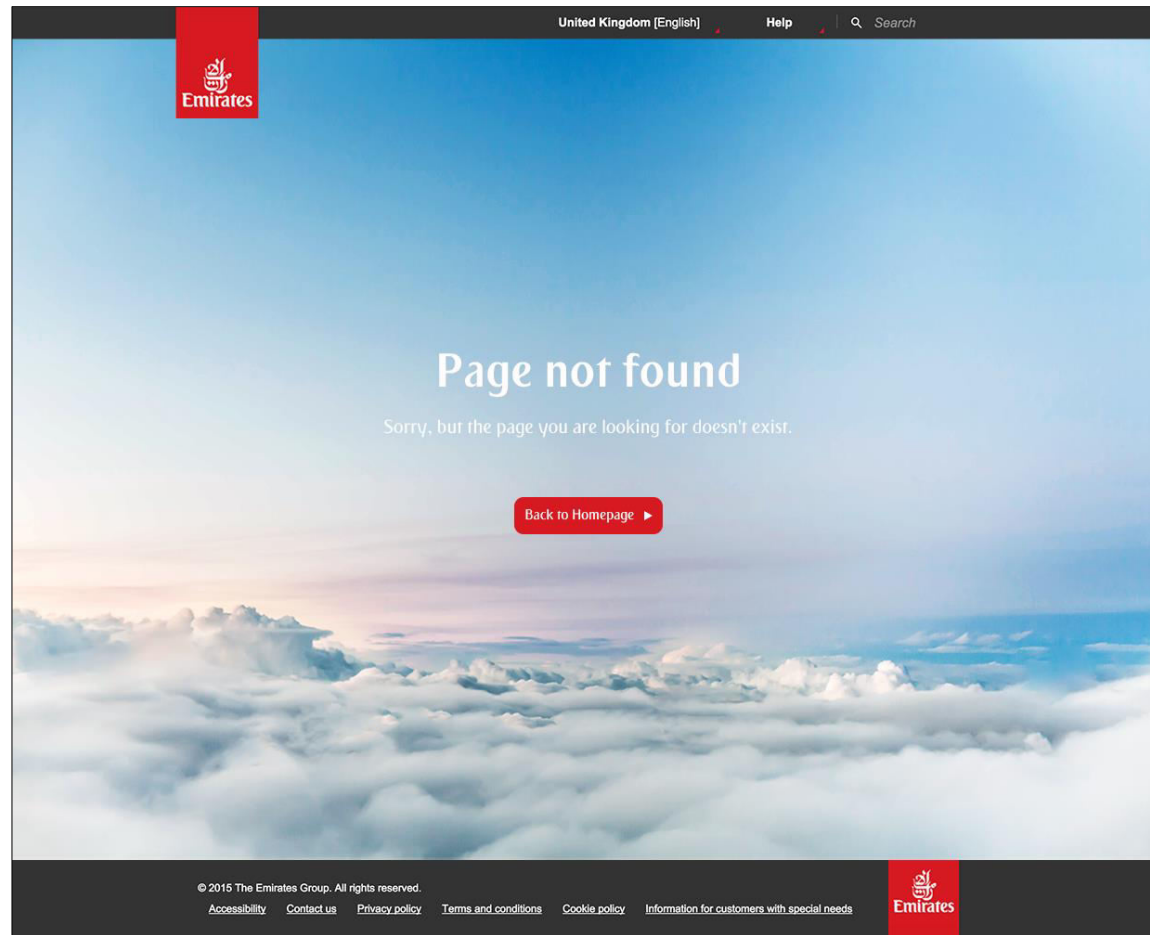 United Kingdom [English] Help Search
Emirates
Page not found
Sorry, but the page you are looking for doesn't exist.
Back to Homepage
© 2015 The Emirates Group. All rights reserved.
Accessibility Contact us Privacy policy Terms and conditions Cookie policy Information for customers with special needs
Emirates